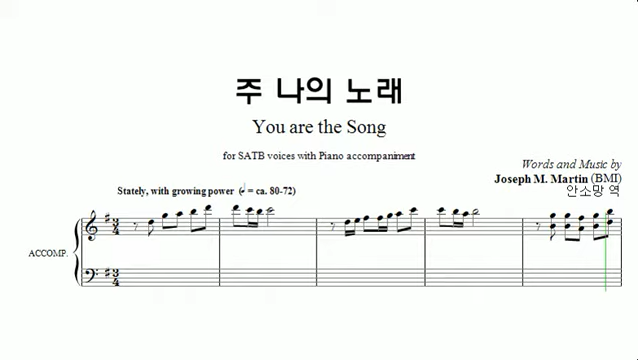 주 나의 노래
You are the Song
for SATB voices with Piano accompaniment
Words and Music by
Joseph M. Martin (BMI)
안소망 역
Stately, with growing power (♩ = ca. 80-72)
ACCOMP.